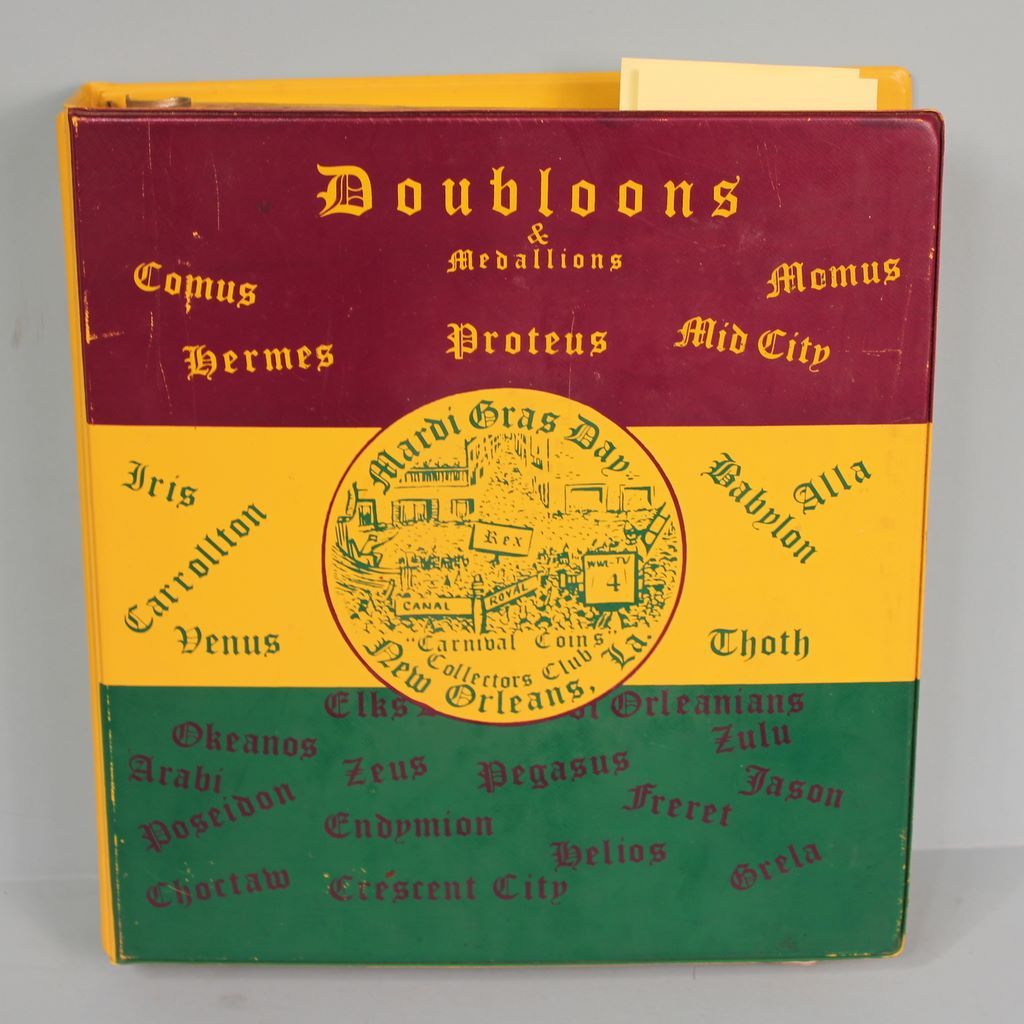 Doubloons
&
Medallions
Comus
Momus
Hermes
Proteus
Mid City
Iris
Carrollton
Venus
Mardi Gras Day
Rex
WWL-TV
4
CANAL
ROYAL
"Carnival Coins"
Collectors Club
New Orleans, La.
Babylon
Alla
Thoth
Elks of Orleanians
Okeanos
Zulu
Arabi
Zeus
Pegasus
Jason
Poseidon
Freret
Endymion
Helios
Grela
Choctaw
Crescent City